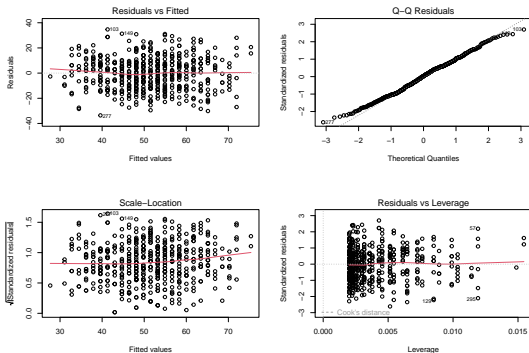 Residuals vs Fitted
Residuals
40
20
0
-20
-40
103
149
277
30 40 50 60 70
Fitted values
Q-Q Residuals
Standardized residuals
3
2
1
0
-1
-2
103
277
-3 -2 -1 0 1 2 3
Theoretical Quantiles
Scale-Location
√|Standardized residuals|
1.5
1.0
0.5
0.0
103
149
30 40 50 60 70
Fitted values
Residuals vs Leverage
Standardized residuals
3
2
1
0
-1
-2
-3
57
129
295
Cook's distance
0.000 0.005 0.010 0.015
Leverage